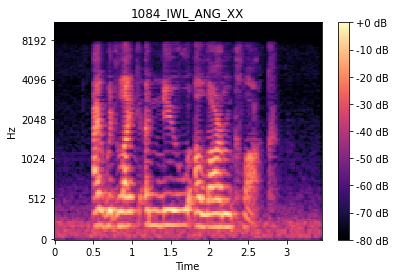 1084_IWL_ANG_XX
+0 dB
8192
-10 dB
4096
-20 dB
-30 dB
Hz
2048
-40 dB
1024
-50 dB
512
-60 dB
-70 dB
0
-80 dB
0 0.5 1 1.5 2 2.5 3
Time